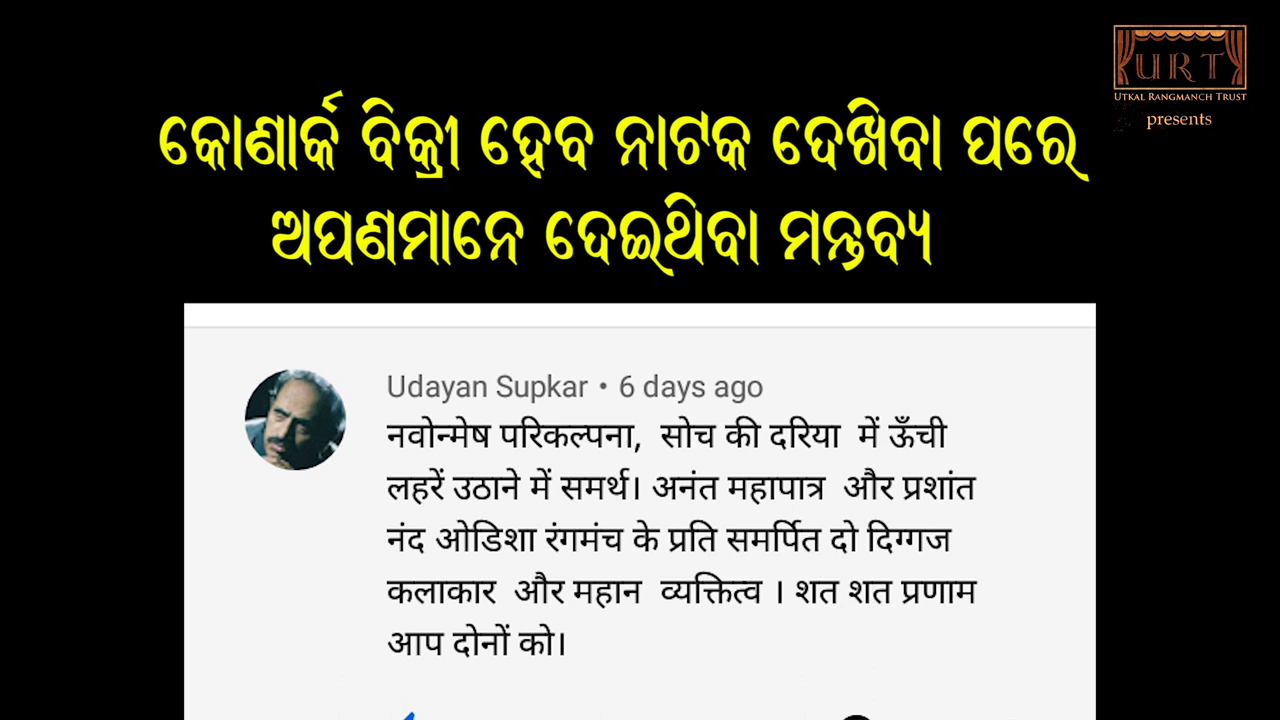 URT
UTKAL RANGMANCH TRUST
presents
କୋଣାର୍କ ବିକ୍ରୀ ହେବ ନାଟକ ଦେଖିବା ପରେ
ଅପଣମାନେ ଦେଇଥିବା ମନ୍ତବ୍ୟ
Udayan Supkar • 6 days ago
नवोन्मेष परिकल्पना, सोच की दरिया में ऊँची
लहरें उठाने में समर्थ। अनंत महापात्र और प्रशांत
नंद ओडिशा रंगमंच के प्रति समर्पित दो दिग्गज
कलाकार और महान व्यक्तित्व । शत शत प्रणाम
आप दोनों को।